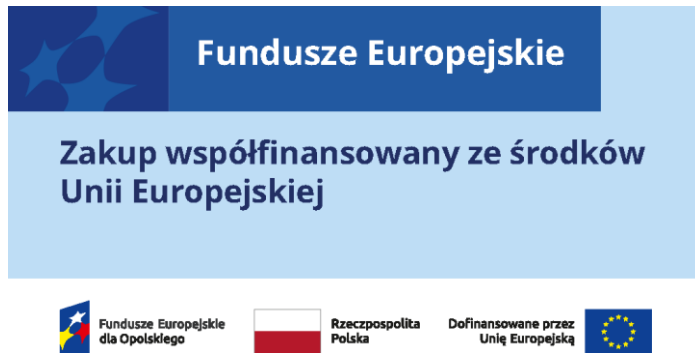 Fundusze Europejskie
Zakup współfinansowany ze środków
Unii Europejskiej
Fundusze Europejskie
dla Opolskiego
Rzeczpospolita
Polska
Dofinansowane przez
Unię Europejską